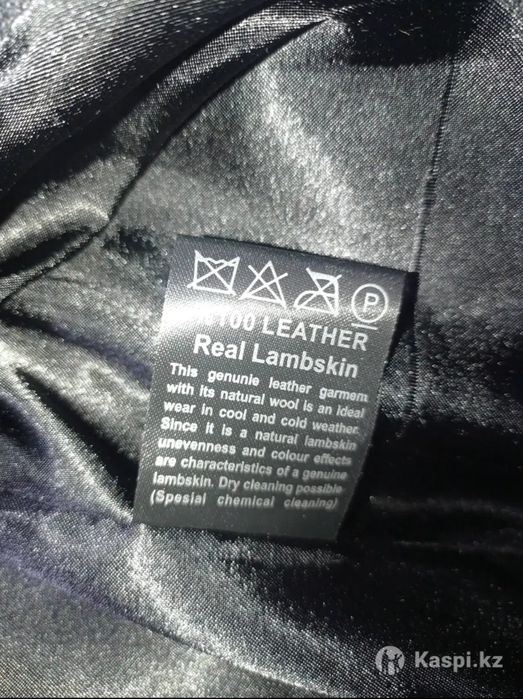 P
100 LEATHER
Real Lambskin
This genunie leather garmen
with its natural wool is an ideal
wear in cool and cold weather.
Since it is a natural lambskin
unevenness and colour effects
are characteristics of a genuine
lambskin. Dry cleaning possible
(Spesial chemical cleaning)
Kaspi.kz